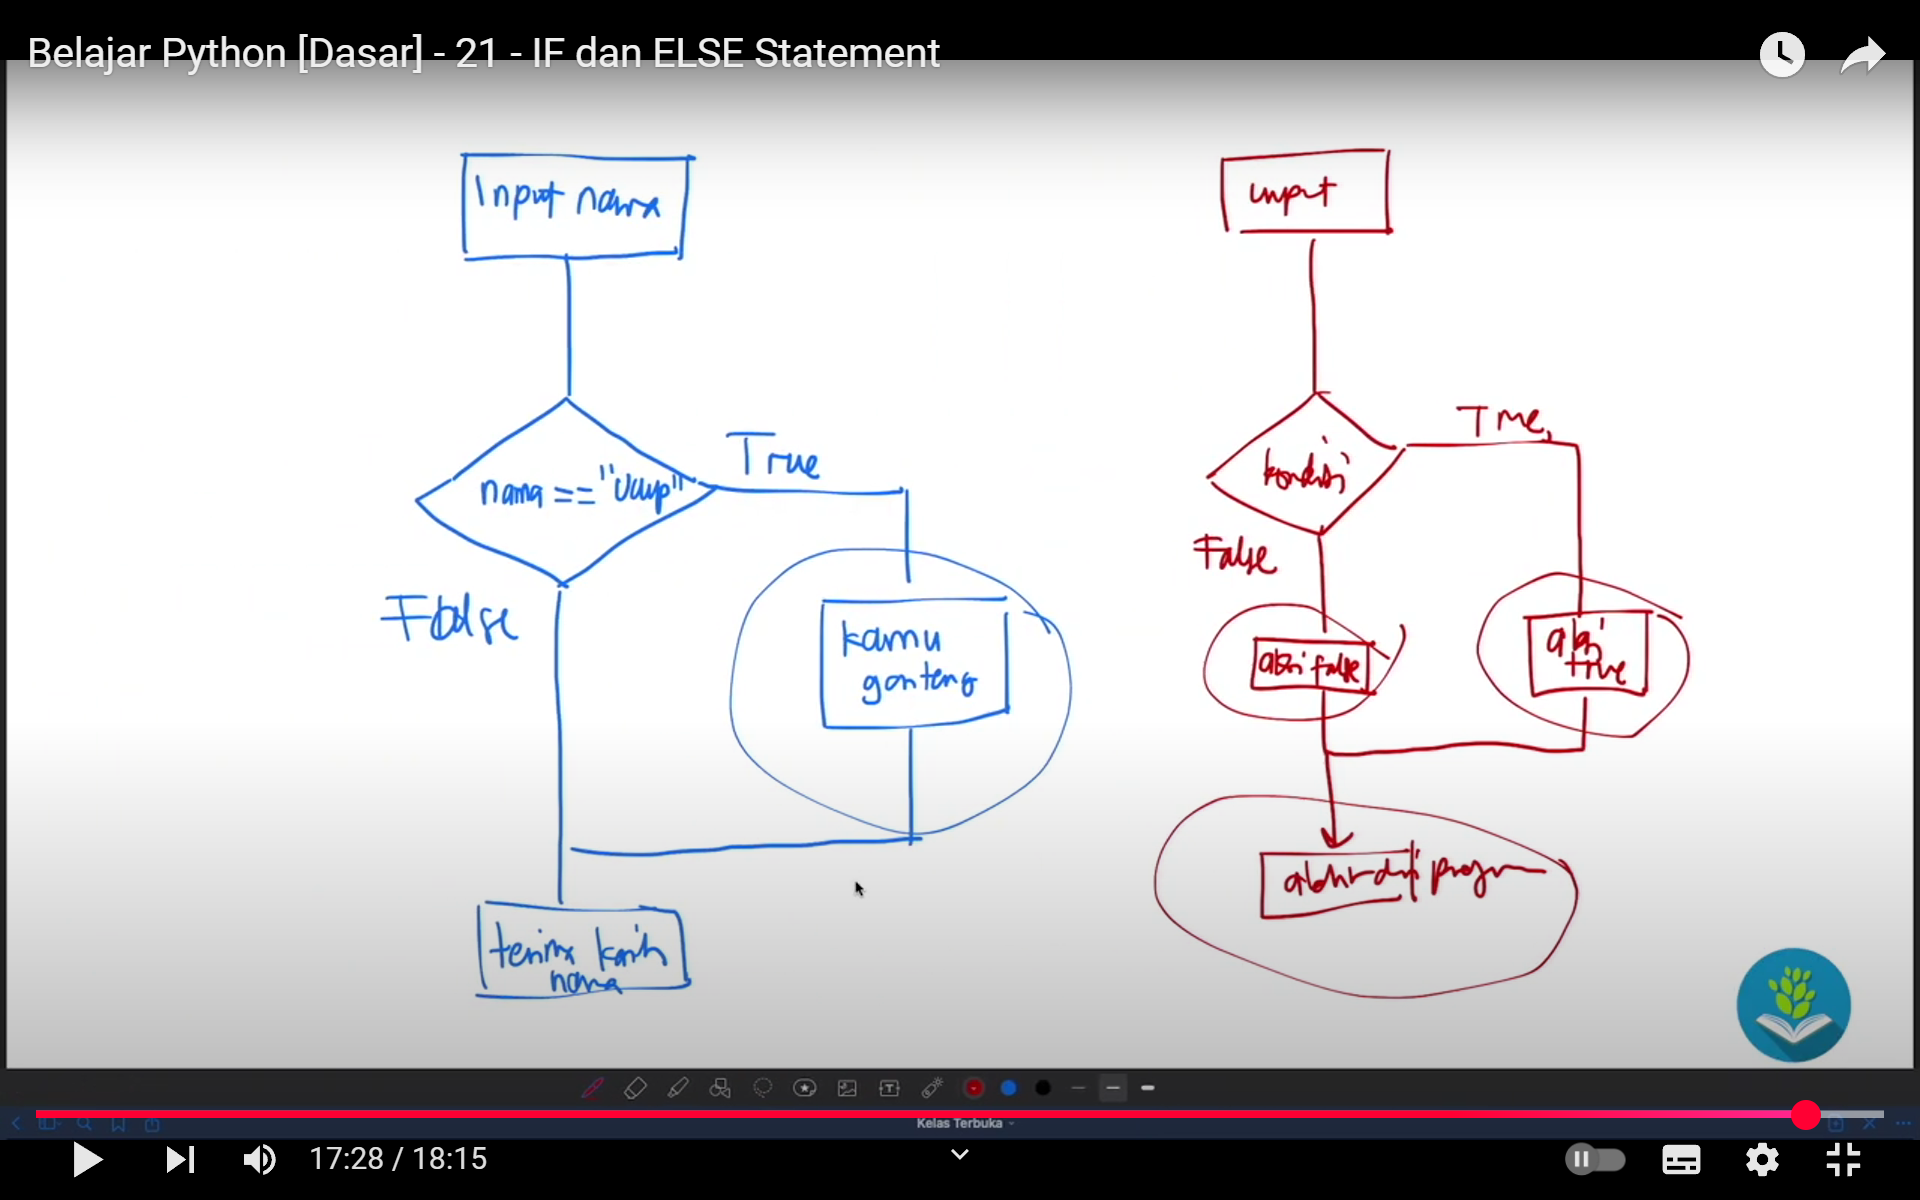 Belajar Python [Dasar] - 21 - IF dan ELSE Statement
Input nama
nama == "Ucup"
True
False
kamu
ganteng
terima kasih
nama
input
kondisi
True
False
aksi false
aksi
true
akhir dari program
Kelas Terbuka
17:28 / 18:15